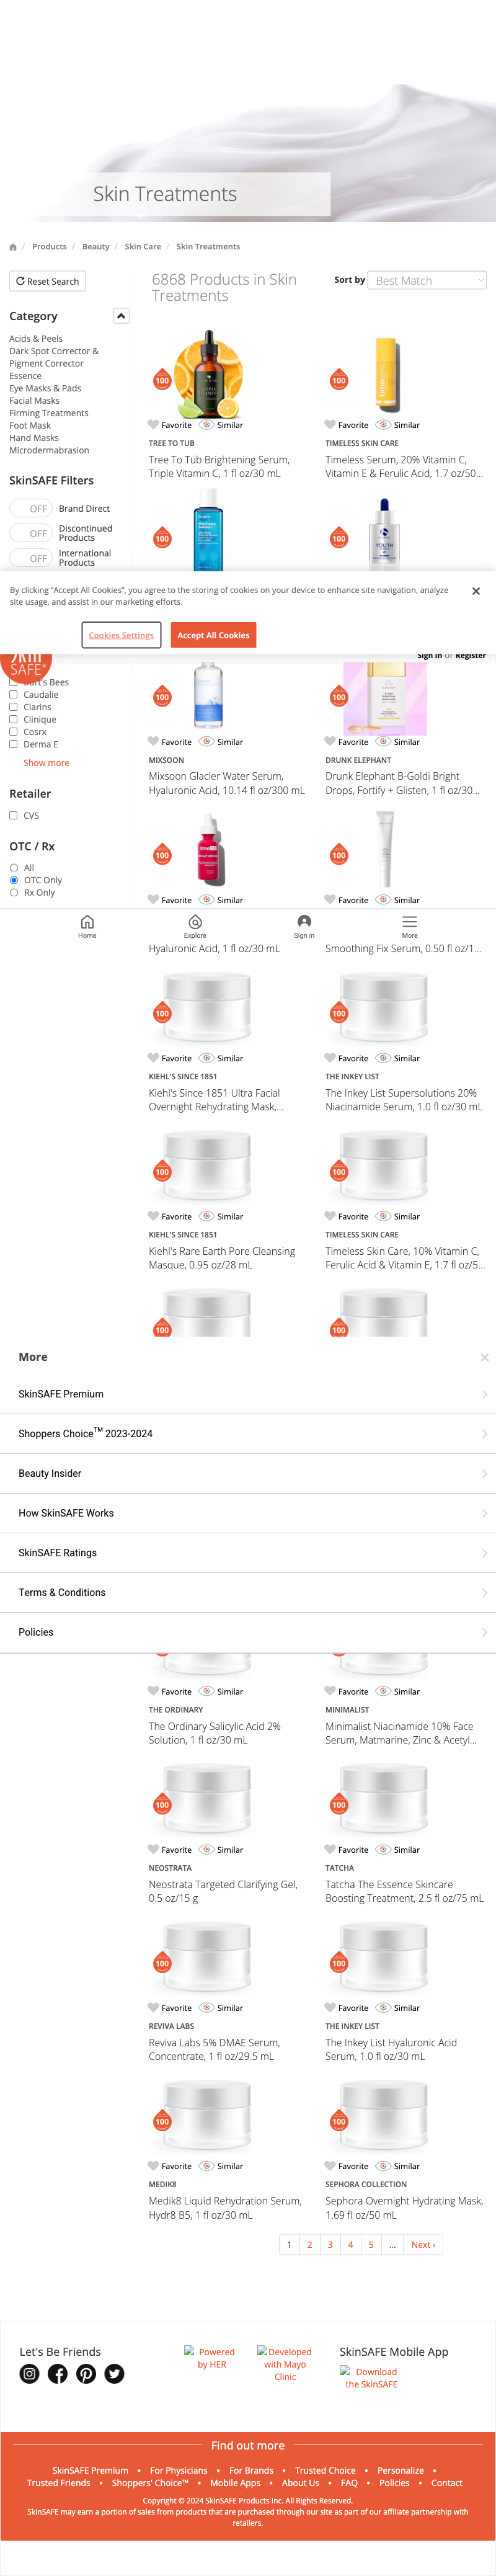 Skin Treatments
/ Products / Beauty / Skin Care / Skin Treatments
Reset Search
Category
Acids & Peels
Dark Spot Corrector &
Pigment Corrector
Essence
Eye Masks & Pads
Facial Masks
Firming Treatments
Foot Mask
Hand Masks
Microdermabrasion
SkinSAFE Filters
OFF Brand Direct
OFF Discontinued
Products
OFF International
Products
6868 Products in Skin
Treatments
Sort by Best Match
100
100
Favorite Similar
Favorite Similar
TREE TO TUB
Tree To Tub Brightening Serum,
Triple Vitamin C, 1 fl oz/30 mL
TIMELESS SKIN CARE
Timeless Serum, 20% Vitamin C,
Vitamin E & Ferulic Acid, 1.7 oz/50...
100
100
By clicking “Accept All Cookies”, you agree to the storing of cookies on your device to enhance site navigation, analyze
site usage, and assist in our marketing efforts.
Cookies Settings
Accept All Cookies
SAFE®
Sign in or Register
Burt's Bees
Caudalie
Clarins
Clinique
Cosrx
Derma E
Show more
Retailer
CVS
OTC / Rx
All
OTC Only
Rx Only
100
100
Favorite Similar
Favorite Similar
MIXSOON
Mixsoon Glacier Water Serum,
Hyaluronic Acid, 10.14 fl oz/300 mL
DRUNK ELEPHANT
Drunk Elephant B-Goldi Bright
Drops, Fortify + Glisten, 1 fl oz/30...
100
100
Favorite Similar
Favorite Similar
Home
Explore
Sign in
More
Hyaluronic Acid, 1 fl oz/30 mL
Smoothing Fix Serum, 0.50 fl oz/1...
100
100
Favorite Similar
Favorite Similar
KIEHL'S SINCE 1851
Kiehl's Since 1851 Ultra Facial
Overnight Rehydrating Mask,...
THE INKEY LIST
The Inkey List Supersolutions 20%
Niacinamide Serum, 1.0 fl oz/30 mL
100
100
Favorite Similar
Favorite Similar
KIEHL'S SINCE 1851
Kiehl's Rare Earth Pore Cleansing
Masque, 0.95 oz/28 mL
TIMELESS SKIN CARE
Timeless Skin Care, 10% Vitamin C,
Ferulic Acid & Vitamin E, 1.7 fl oz/5...
100
100
More
SkinSAFE Premium
Shoppers Choice™ 2023-2024
Beauty Insider
How SkinSAFE Works
SkinSAFE Ratings
Terms & Conditions
Policies
Favorite Similar
Favorite Similar
THE ORDINARY
The Ordinary Salicylic Acid 2%
Solution, 1 fl oz/30 mL
MINIMALIST
Minimalist Niacinamide 10% Face
Serum, Matmarine, Zinc & Acetyl...
100
100
Favorite Similar
Favorite Similar
NEOSTRATA
Neostrata Targeted Clarifying Gel,
0.5 oz/15 g
TATCHA
Tatcha The Essence Skincare
Boosting Treatment, 2.5 fl oz/75 mL
100
100
Favorite Similar
Favorite Similar
REVIVA LABS
Reviva Labs 5% DMAE Serum,
Concentrate, 1 fl oz/29.5 mL
THE INKEY LIST
The Inkey List Hyaluronic Acid
Serum, 1.0 fl oz/30 mL
100
100
Favorite Similar
Favorite Similar
MEDIK8
Medik8 Liquid Rehydration Serum,
Hydr8 B5, 1 fl oz/30 mL
SEPHORA COLLECTION
Sephora Overnight Hydrating Mask,
1.69 fl oz/50 mL
1 2 3 4 5 ... Next ›
Let's Be Friends
Powered
by HER
Developed
with Mayo
Clinic
SkinSAFE Mobile App
Download
the SkinSAFE
Find out more
SkinSAFE Premium • For Physicians • For Brands • Trusted Choice • Personalize •
Trusted Friends • Shoppers' Choice™ • Mobile Apps • About Us • FAQ • Policies • Contact
Copyright © 2024 SkinSAFE Products Inc. All Rights Reserved.
SkinSAFE may earn a portion of sales from products that are purchased through our site as part of our affiliate partnership with
retailers.